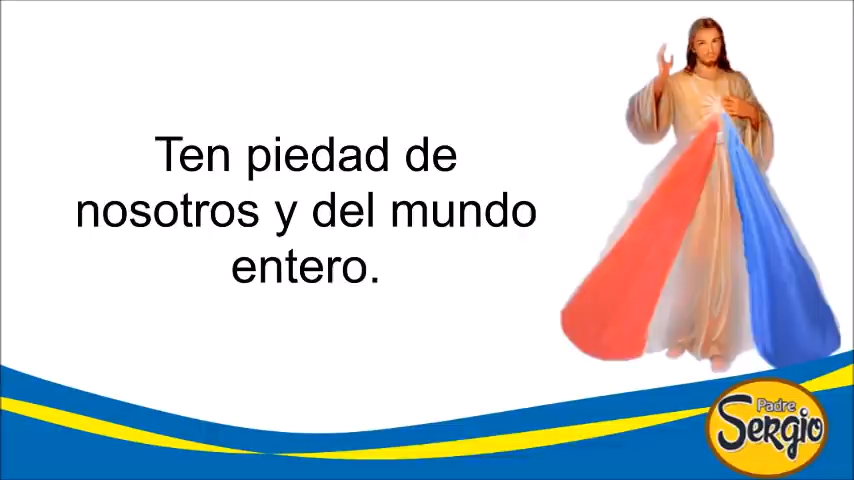 Ten piedad de
nosotros y del mundo
entero.
Padre
Sergio